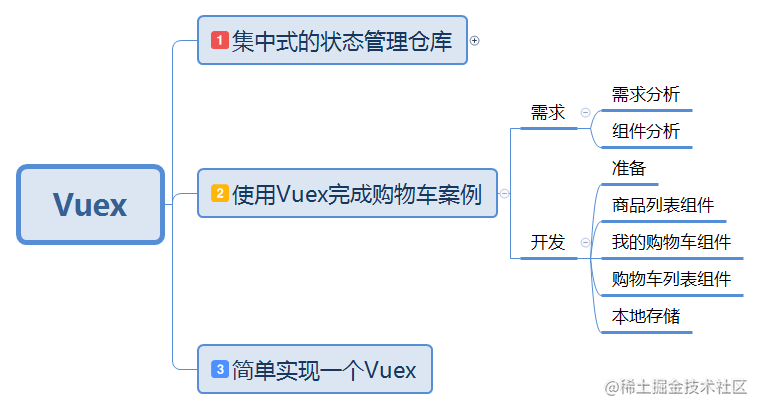 Vuex
1 集中式的状态管理仓库
2 使用Vuex完成购物车案例
需求
需求分析
组件分析
开发
准备
商品列表组件
我的购物车组件
购物车列表组件
本地存储
3 简单实现一个Vuex
@稀土掘金技术社区